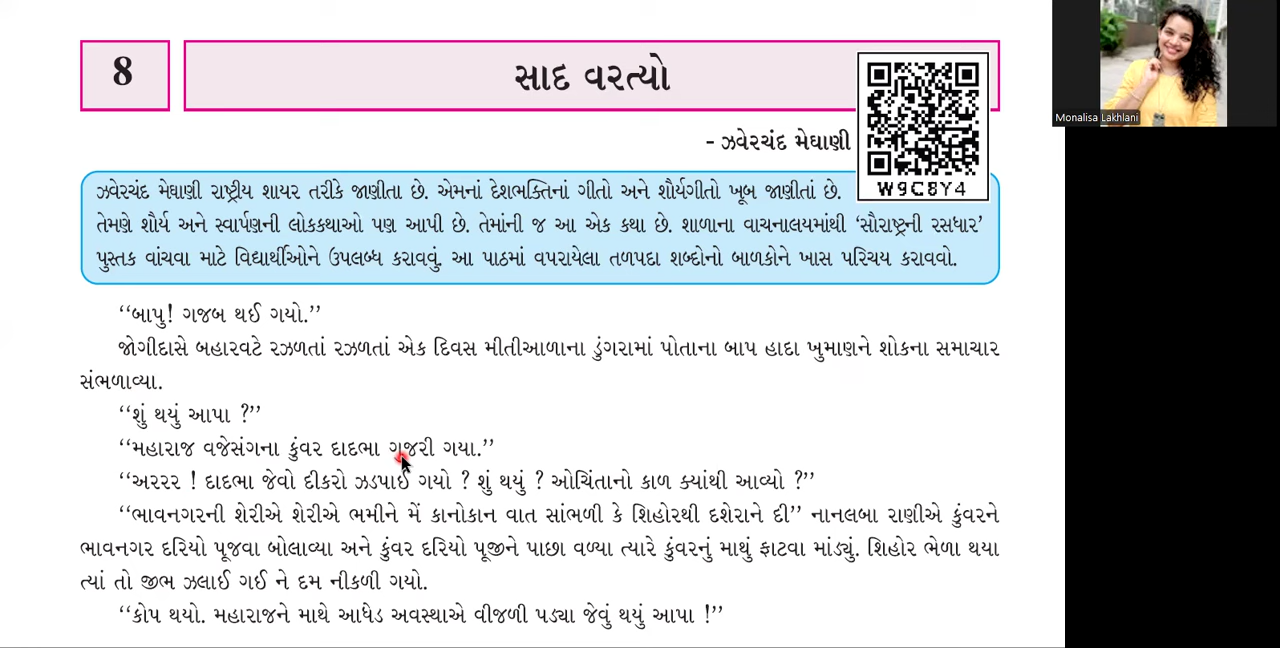 8
સાદ વરત્યો
Monalisa Lakhlani
- ઝવેરચંદ મેઘાણી
W9C8Y4
ઝવેરચંદ મેઘાણી રાષ્ટ્રીય શાયર તરીકે જાણીતા છે. એમનાં દેશભક્તિનાં ગીતો અને શૌર્યગીતો ખૂબ જાણીતાં છે.
તેમણે શૌર્ય અને સ્વાર્પણની લોકકથાઓ પણ આપી છે. તેમાંની જ આ એક કથા છે. શાળાના વાચનાલયમાંથી ‘સૌરાષ્ટ્રની રસધાર’
પુસ્તક વાંચવા માટે વિદ્યાર્થીઓને ઉપલબ્ધ કરાવવું. આ પાઠમાં વપરાયેલા તળપદા શબ્દોનો બાળકોને ખાસ પરિચય કરાવવો.
‘‘બાપુ! ગજબ થઈ ગયો.’’
જોગીદાસે બહારવટે રઝળતાં રઝળતાં એક દિવસ મીતીઆળાના ડુંગરામાં પોતાના બાપ હાદા ખુમાણને શોકના સમાચાર
સંભળાવ્યા.
‘‘શું થયું આપા ?’’
‘‘મહારાજ વજેસંગના કુંવર દાદભા ગુજરી ગયા.’’
‘‘અરરર ! દાદભા જેવો દીકરો ઝડપાઈ ગયો ? શું થયું ? ઓચિંતાનો કાળ ક્યાંથી આવ્યો ?’’
‘‘ભાવનગરની શેરીએ શેરીએ ભમીને મેં કાનોકાન વાત સાંભળી કે શિહોરથી દશેરાને દી’’ નાનલબા રાણીએ કુંવરને
ભાવનગર દરિયો પૂજવા બોલાવ્યા અને કુંવર દરિયો પૂજીને પાછા વળ્યા ત્યારે કુંવરનું માથું ફાટવા માંડ્યું. શિહોર ભેળા થયા
ત્યાં તો જીભ ઝલાઈ ગઈ ને દમ નીકળી ગયો.
‘‘કોપ થયો. મહારાજને માથે આધેડ અવસ્થાએ વીજળી પડ્યા જેવું થયું આપા !’’